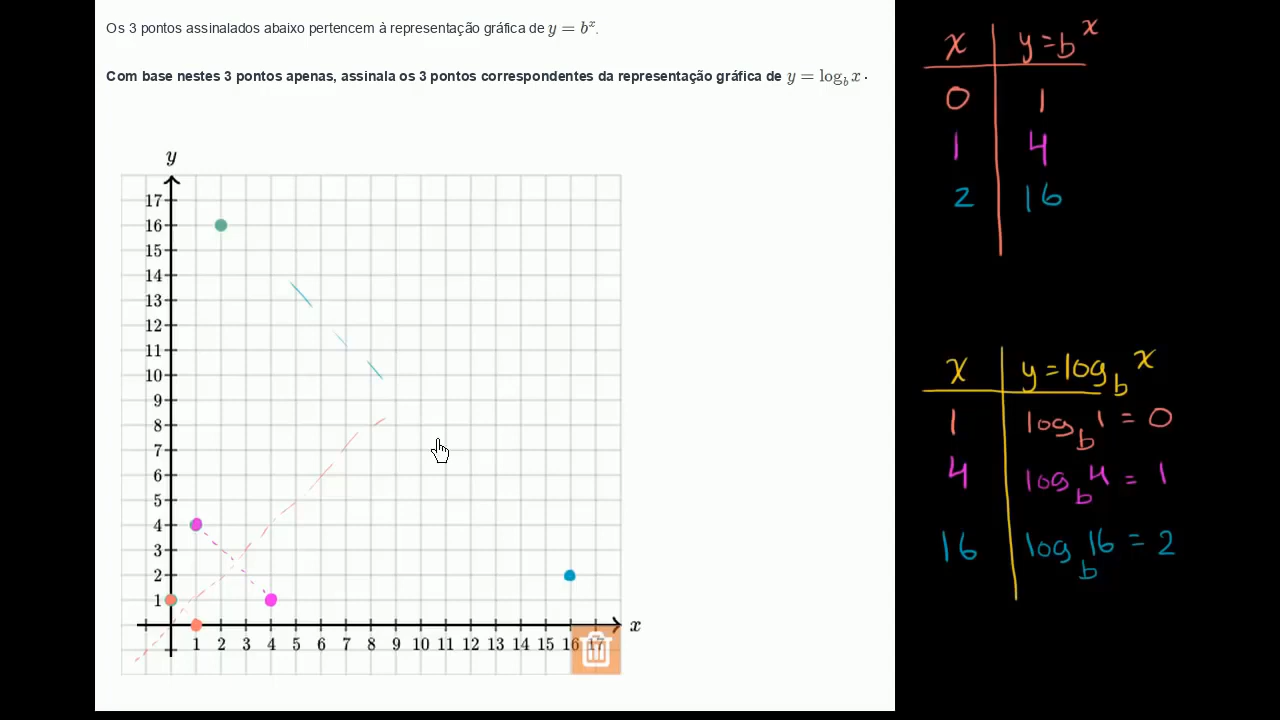 Os 3 pontos assinalados abaixo pertencem à representação gráfica de y = b^x.
Com base nestes 3 pontos apenas, assinala os 3 pontos correspondentes da representação gráfica de y = log_b x .
y
17
16
15
14
13
12
11
10
9
8
7
6
5
4
3
2
1
1 2 3 4 5 6 7 8 9 10 11 12 13 14 15 16 17
x
x y=b^x
0 1
1 4
2 16
x y=log_b x
1 log_b 1 = 0
4 log_b 4 = 1
16 log_b 16 = 2